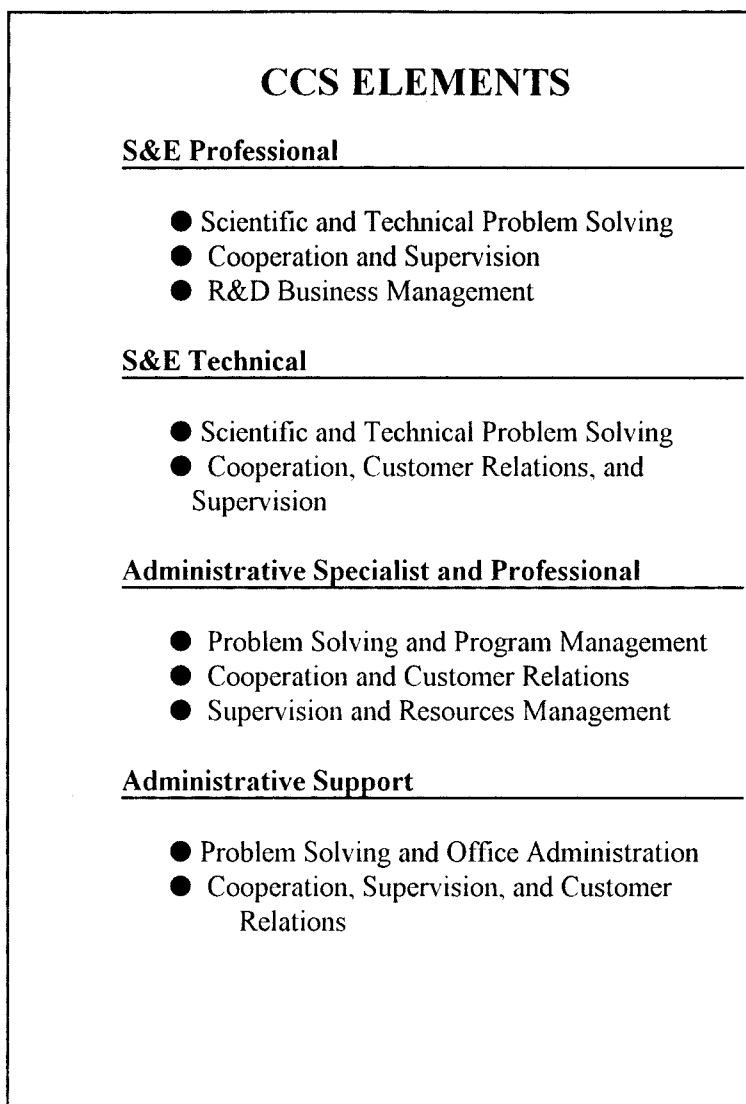 CCS ELEMENTS
S&E Professional
● Scientific and Technical Problem Solving
● Cooperation and Supervision
● R&D Business Management
S&E Technical
● Scientific and Technical Problem Solving
● Cooperation, Customer Relations, and
Supervision
Administrative Specialist and Professional
● Problem Solving and Program Management
● Cooperation and Customer Relations
● Supervision and Resources Management
Administrative Support
● Problem Solving and Office Administration
● Cooperation, Supervision, and Customer
Relations